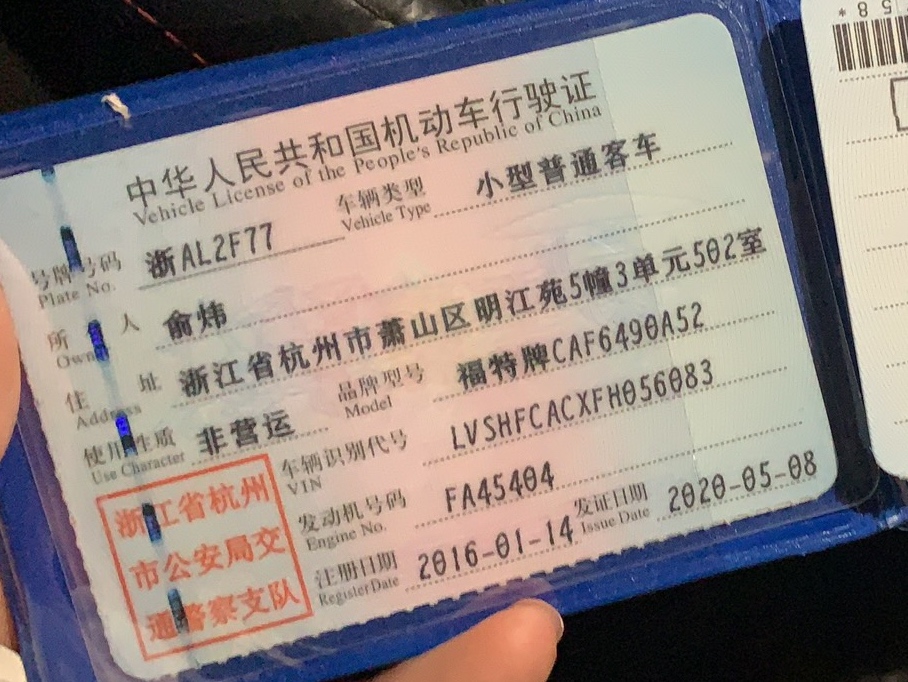 中华人民共和国机动车行驶证
Vehicle License of the People's Republic of China
号牌号码 浙AL2F77 车辆类型 小型普通客车
Plate No. Vehicle Type
所有人 俞炜
Owner
住址 浙江省杭州市萧山区明江苑5幢3单元502室
Address
使用性质 非营运 品牌型号 福特牌CAF6490A52
Use Character Model
车辆识别代号 LVSHFCACXFH056083
VIN
发动机号码 FA45404
Engine No.
注册日期 2016-01-14 发证日期 2020-05-08
Register Date Issue Date
浙江省杭州
市公安局交
通警察支队